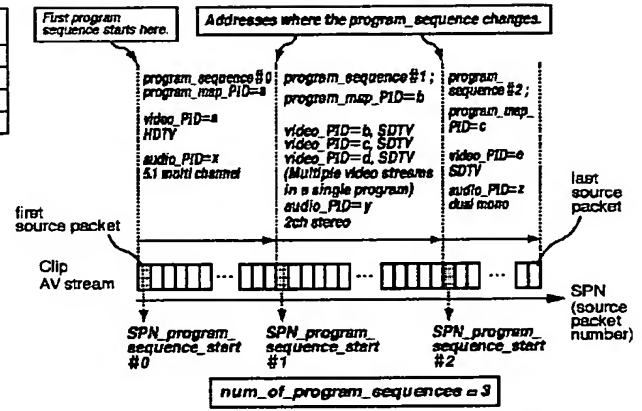 First program
sequence starts here.
Addresses where the program_sequence changes.
program_sequence#0
program_map_PID=a
video_PID=a
HDTV
audio_PID=x
5.1 multi channel
program_sequence#1 ;
program_map_PID=b
video_PID=b, SDTV
video_PID=c, SDTV
video_PID=d, SDTV
(Multiple video streams
in a single program)
audio_PID=y
2ch stereo
program_
sequence#2 ;
program_map_
PID=c
video_PID=e
SDTV
audio_PID=z
dual mono
first
source packet
last
source
packet
Clip
AV stream
...
...
...
SPN
(source
packet
number)
SPN_program_
sequence_start
#0
SPN_program_
sequence_start
#1
SPN_program_
sequence_start
#2
num_of_program_sequences = 3